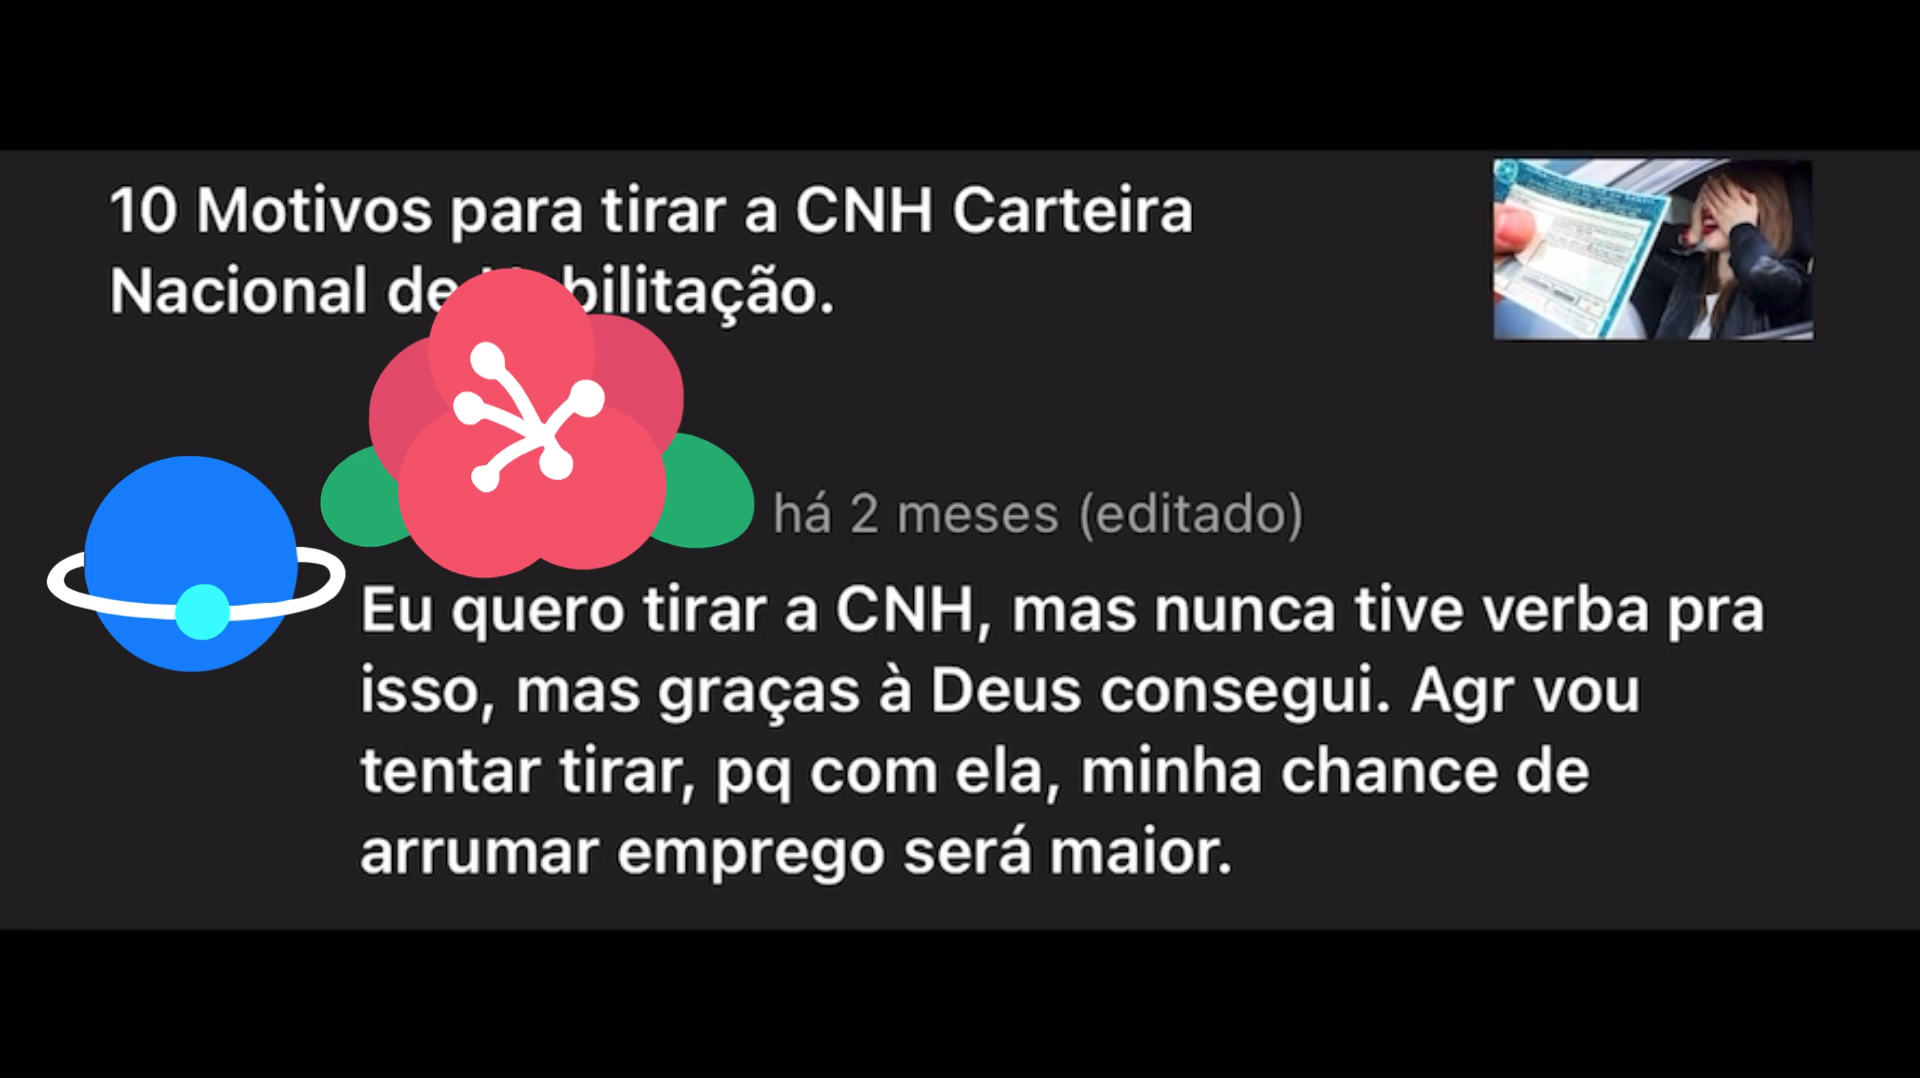 10 Motivos para tirar a CNH Carteira
Nacional de bilitação.
há 2 meses (editado)
Eu quero tirar a CNH, mas nunca tive verba pra
isso, mas graças à Deus consegui. Agr vou
tentar tirar, pq com ela, minha chance de
arrumar emprego será maior.